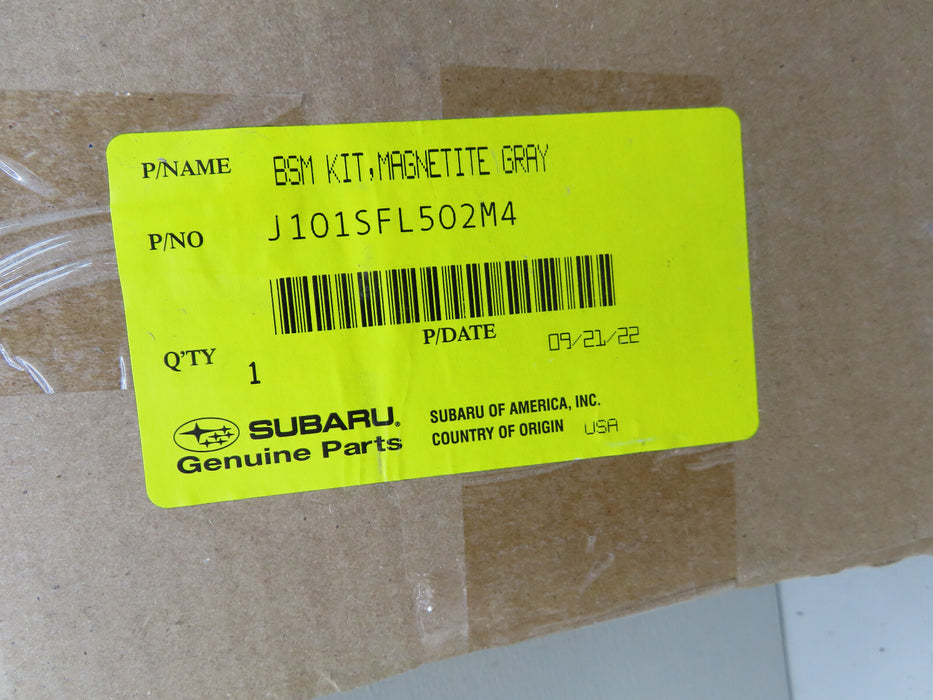 P/NAME BSM KIT,MAGNETITE GRAY
P/NO J101SFL502M4
P/DATE 09/21/22
Q'TY 1
SUBARU®
Genuine Parts
SUBARU OF AMERICA, INC.
COUNTRY OF ORIGIN USA